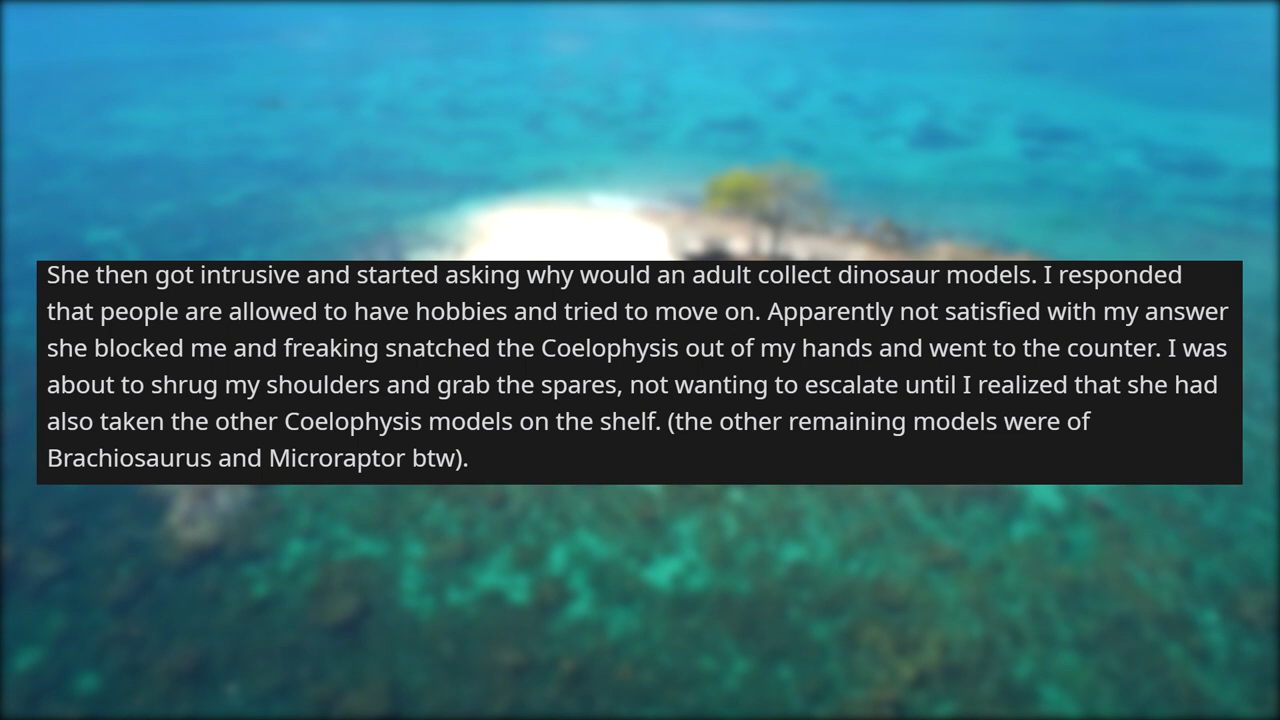 She then got intrusive and started asking why would an adult collect dinosaur models. I responded
that people are allowed to have hobbies and tried to move on. Apparently not satisfied with my answer
she blocked me and freaking snatched the Coelophysis out of my hands and went to the counter. I was
about to shrug my shoulders and grab the spares, not wanting to escalate until I realized that she had
also taken the other Coelophysis models on the shelf. (the other remaining models were of
Brachiosaurus and Microraptor btw).